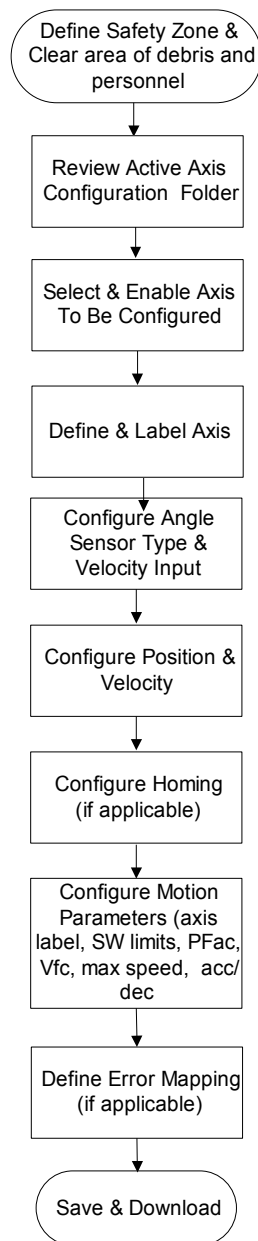 Define Safety Zone &
Clear area of debris and
personnel
Review Active Axis
Configuration Folder
Select & Enable Axis
To Be Configured
Define & Label Axis
Configure Angle
Sensor Type &
Velocity Input
Configure Position &
Velocity
Configure Homing
(if applicable)
Configure Motion
Parameters (axis
label, SW limits, PFac,
Vfc, max speed, acc/
dec
Define Error Mapping
(if applicable)
Save & Download